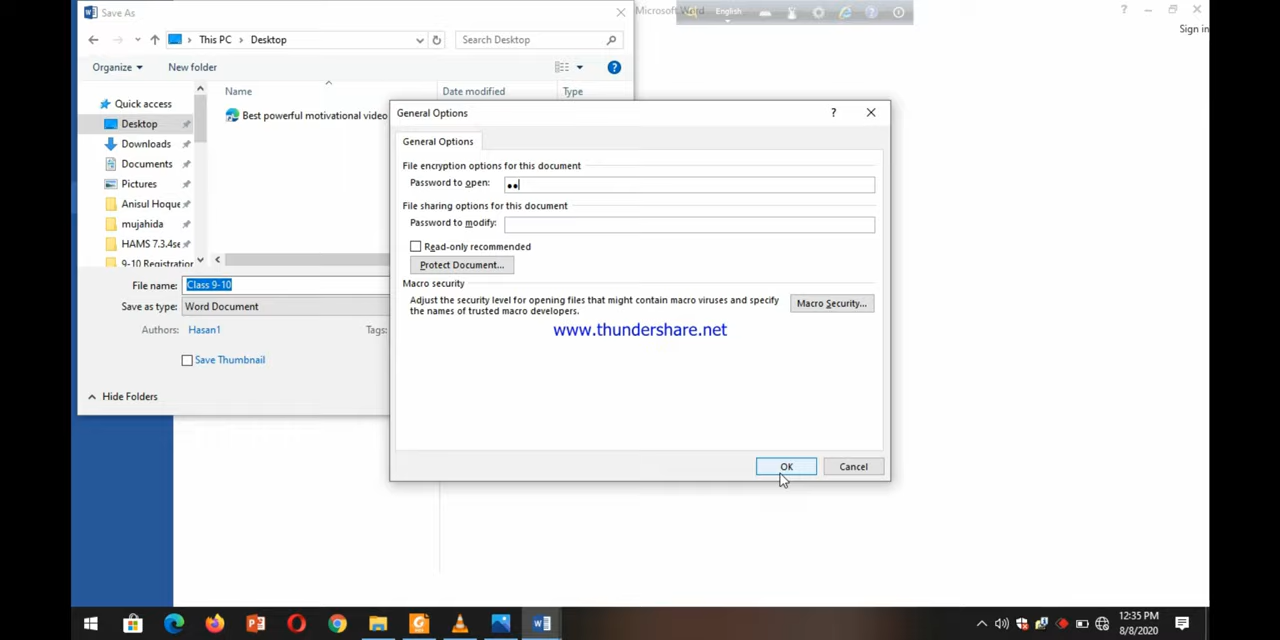 Save As
Microsoft Word
English
Sign in
This PC > Desktop
Search Desktop
Organize
New folder
Name
Date modified
Type
Quick access
Desktop
Downloads
Documents
Pictures
Anisul Hoque
mujahida
HAMS 7.3.4se
9-10 Registration
Best powerful motivational video
File name: Class 9-10
Save as type: Word Document
Authors: Hasan1
Tags:
Save Thumbnail
Hide Folders
General Options
General Options
File encryption options for this document
Password to open:
File sharing options for this document
Password to modify:
Read-only recommended
Protect Document...
Macro security
Adjust the security level for opening files that might contain macro viruses and specify
the names of trusted macro developers.
Macro Security...
www.thundershare.net
OK
Cancel
12:35 PM
8/8/2020